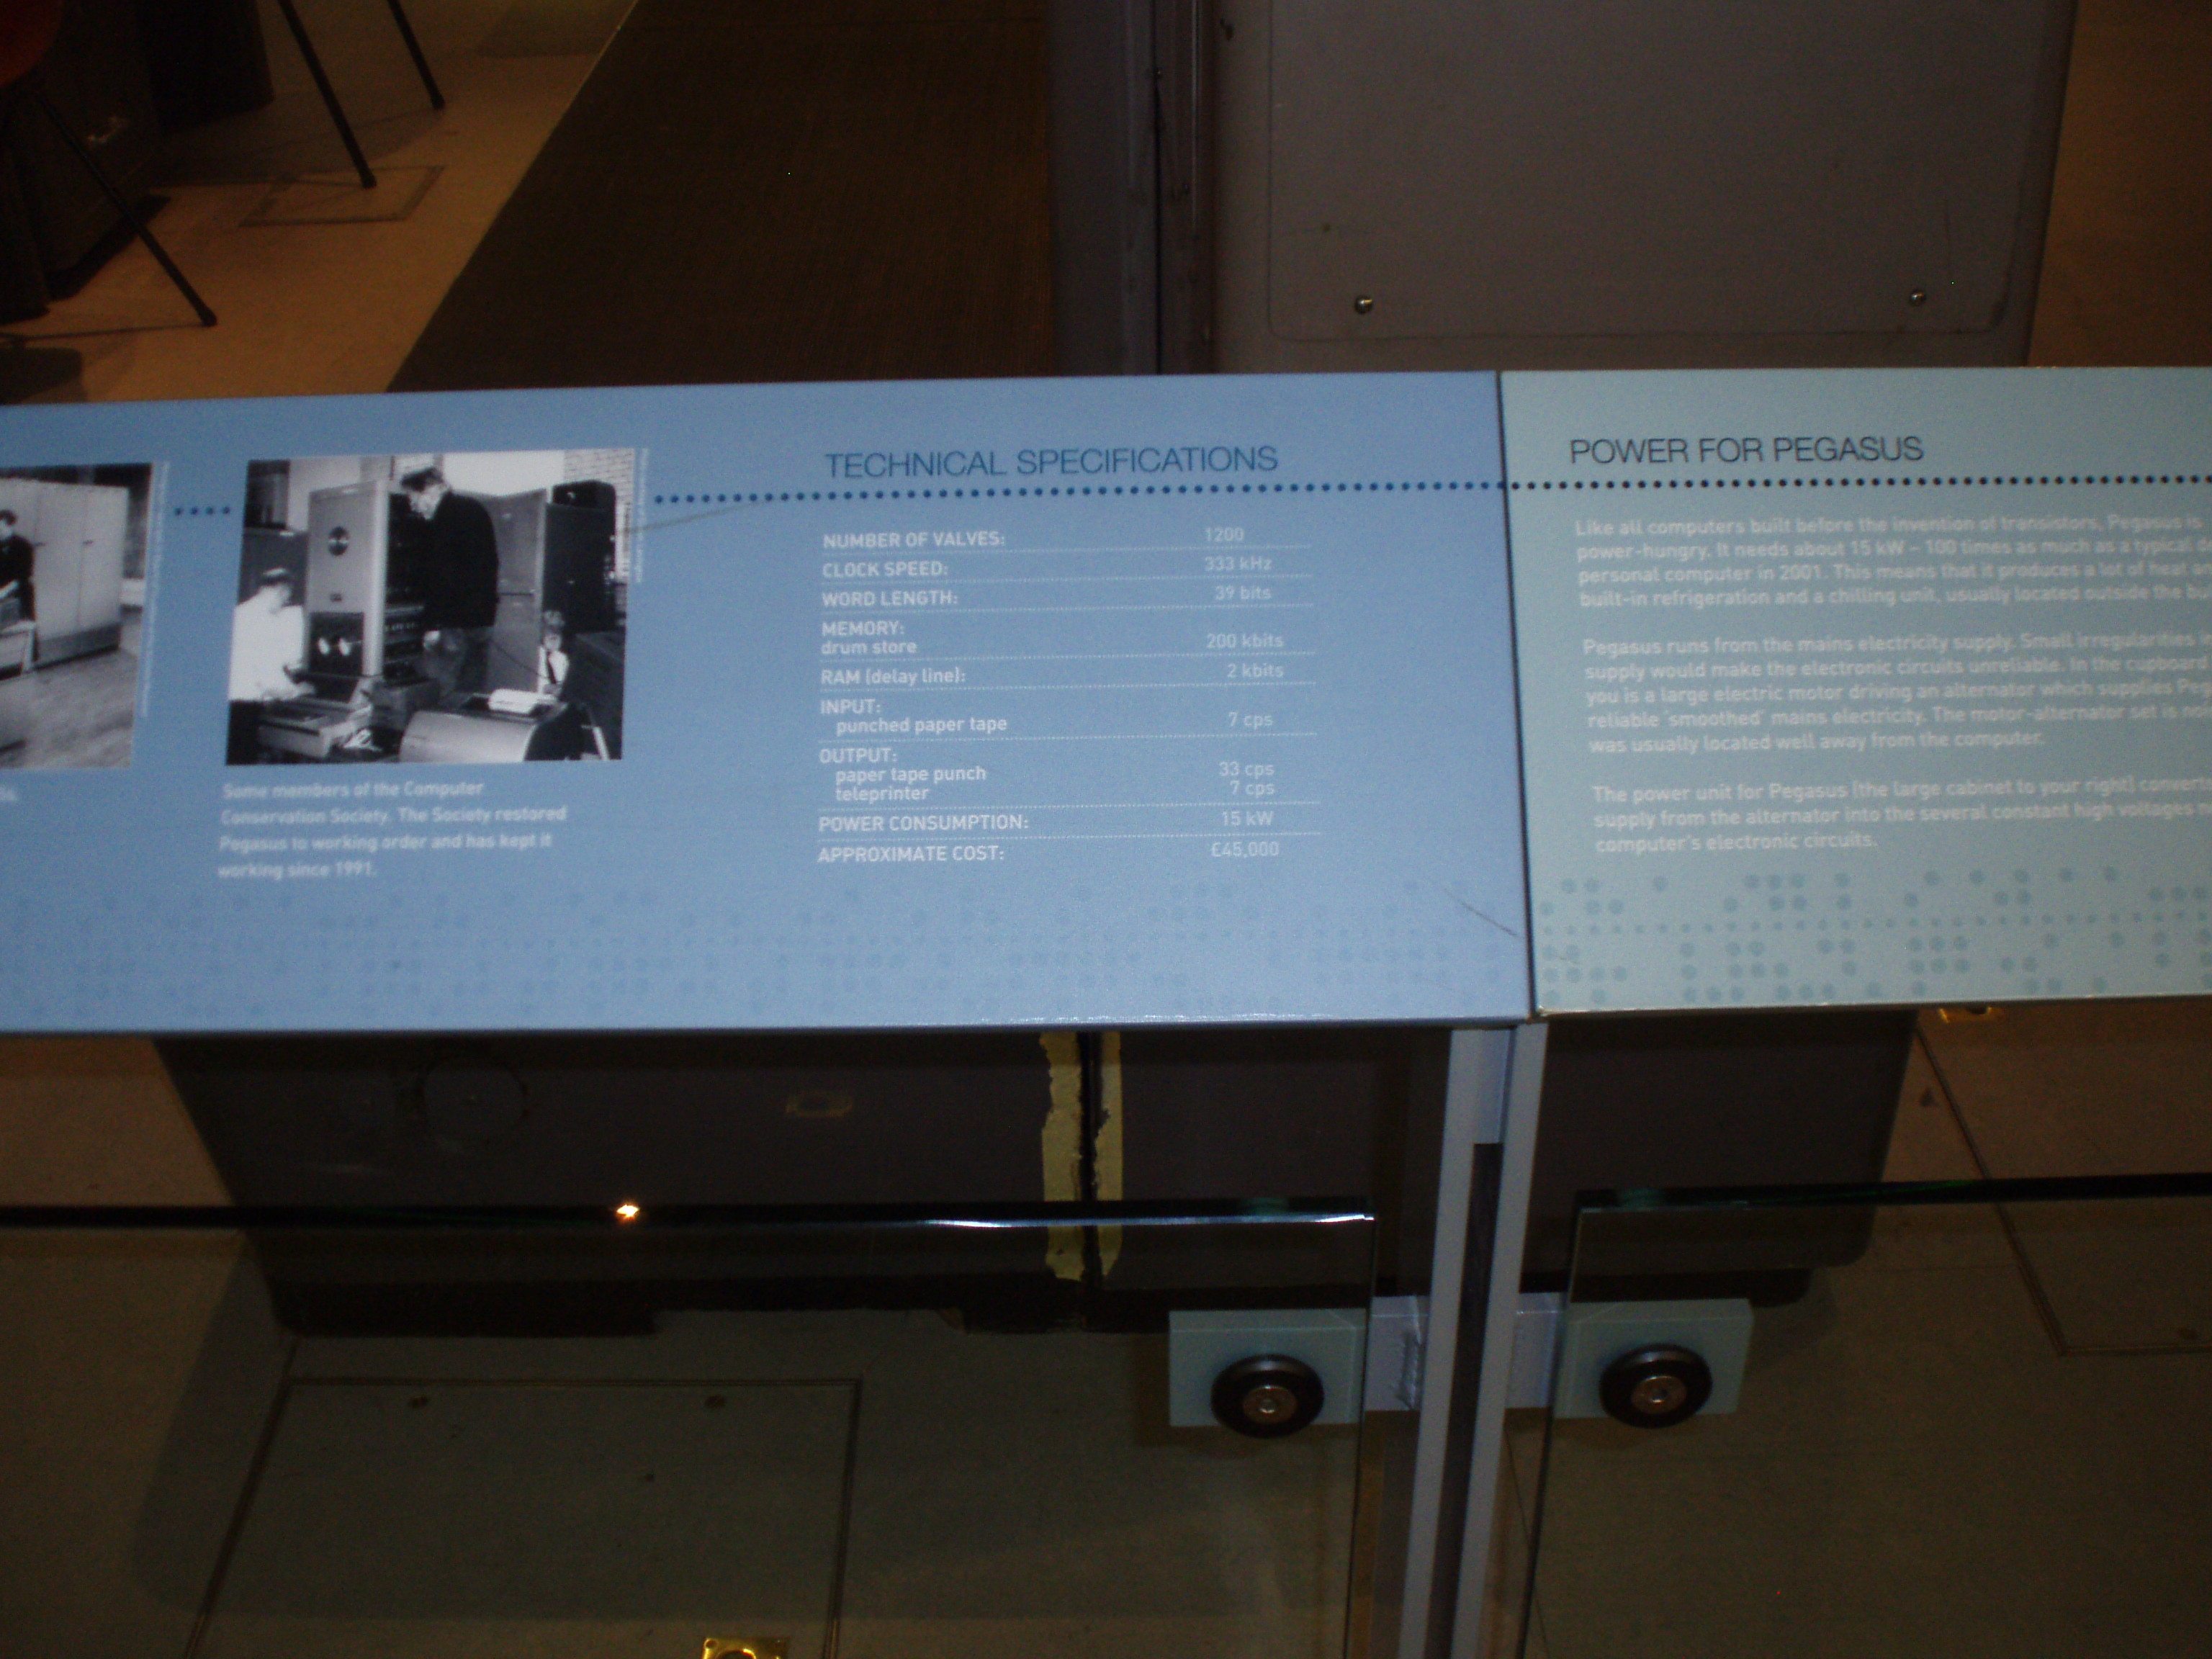 Some members of the Computer
Conservation Society. The Society restored
Pegasus to working order and has kept it
working since 1991.
TECHNICAL SPECIFICATIONS
NUMBER OF VALVES: 1200
CLOCK SPEED: 333 kHz
WORD LENGTH: 39 bits
MEMORY:
drum store 200 kbits
RAM (delay line): 2 kbits
INPUT:
punched paper tape 7 cps
OUTPUT:
paper tape punch 33 cps
teleprinter 7 cps
POWER CONSUMPTION: 15 kW
APPROXIMATE COST: £45,000
POWER FOR PEGASUS
Like all computers built before the invention of transistors, Pegasus is
power-hungry. It needs about 15 kW – 100 times as much as a typical
personal computer in 2001. This means that it produces a lot of heat
built-in refrigeration and a chilling unit, usually located outside the
Pegasus runs from the mains electricity supply. Small irregularities
supply would make the electronic circuits unreliable. In the cupboard
you is a large electric motor driving an alternator which supplies
reliable 'smoothed' mains electricity. The motor-alternator set is
was usually located well away from the computer.
The power unit for Pegasus (the large cabinet to your right)
supply from the alternator into the several constant high voltages
computer's electronic circuits.